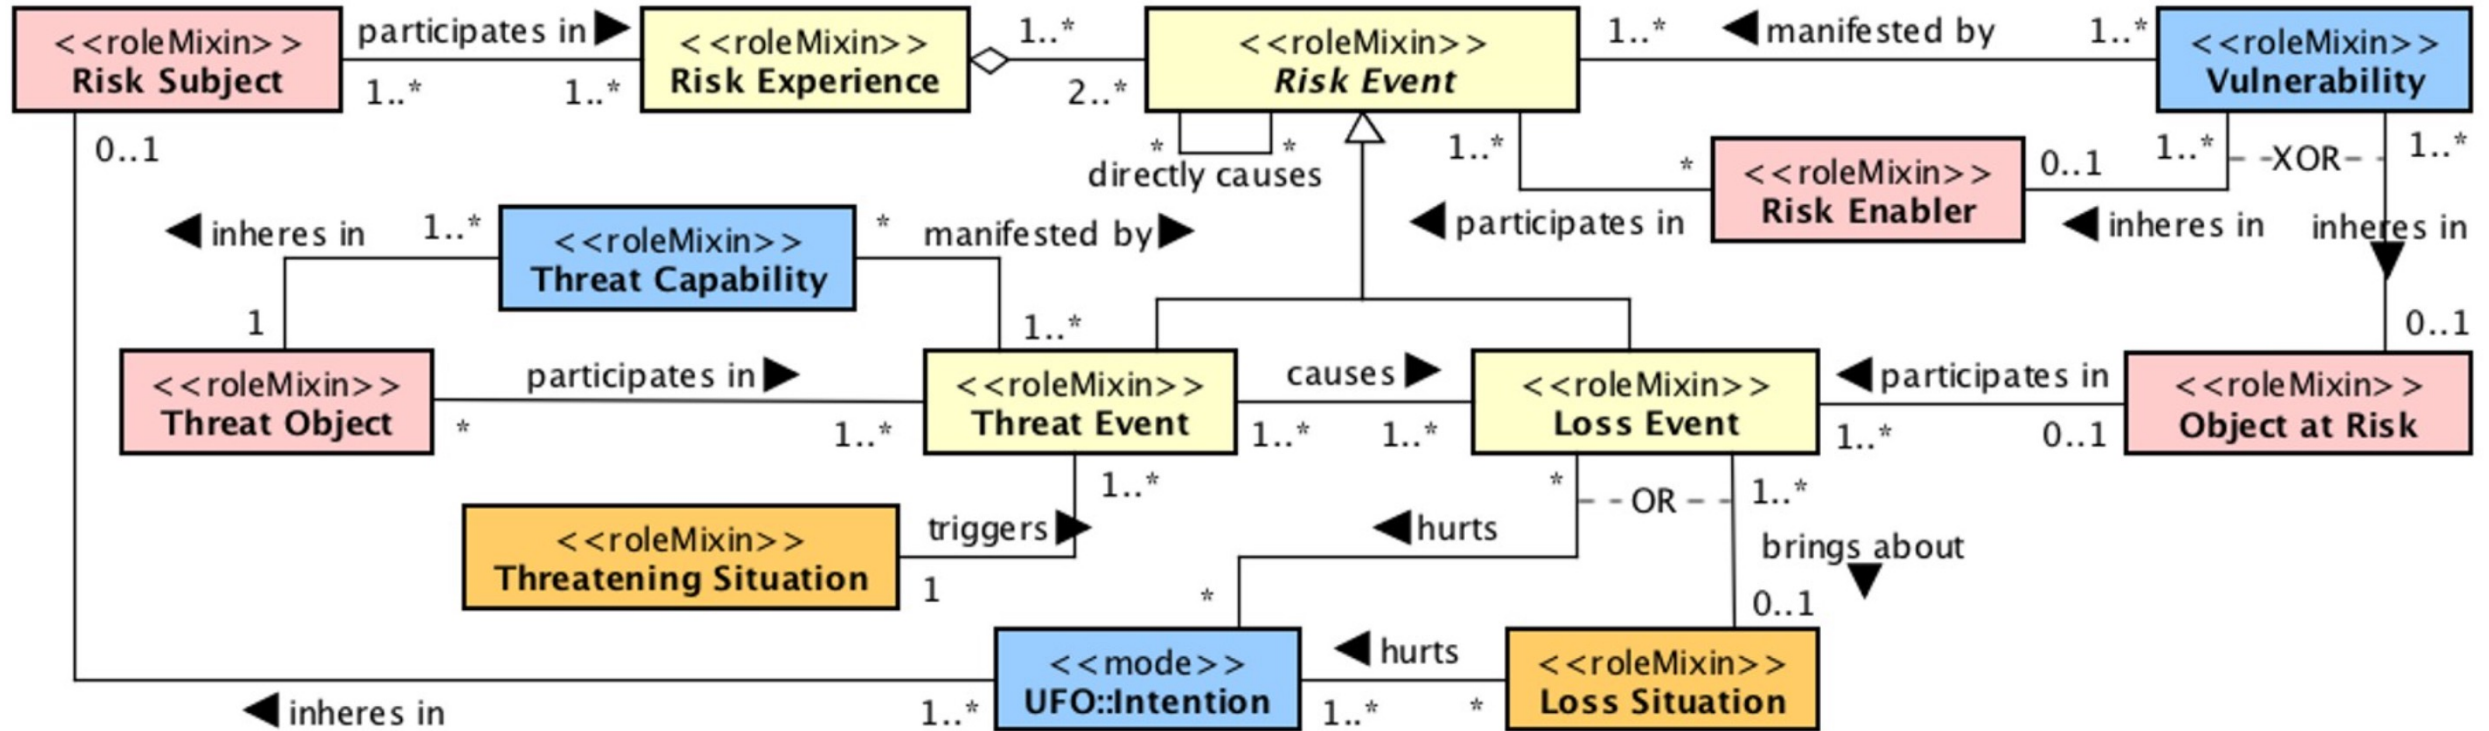 <<roleMixin>>
Risk Subject
participates in
1..*
1..*
<<roleMixin>>
Risk Experience
1..*
2..*
<<roleMixin>>
Risk Event
1..*
manifested by
1..*
<<roleMixin>>
Vulnerability
0..1
*
*
directly causes
1..*
*
<<roleMixin>>
Risk Enabler
0..1
1..*
XOR
1..*
participates in
inheres in
inheres in
inheres in
1..*
<<roleMixin>>
Threat Capability
*
manifested by
1
1..*
0..1
<<roleMixin>>
Threat Object
participates in
*
1..*
<<roleMixin>>
Threat Event
causes
1..*
1..*
<<roleMixin>>
Loss Event
participates in
1..*
0..1
<<roleMixin>>
Object at Risk
1..*
*
OR
1..*
<<roleMixin>>
Threatening Situation
triggers
1
hurts
brings about
*
0..1
<<mode>>
UFO::Intention
hurts
1..*
*
<<roleMixin>>
Loss Situation
inheres in
1..*